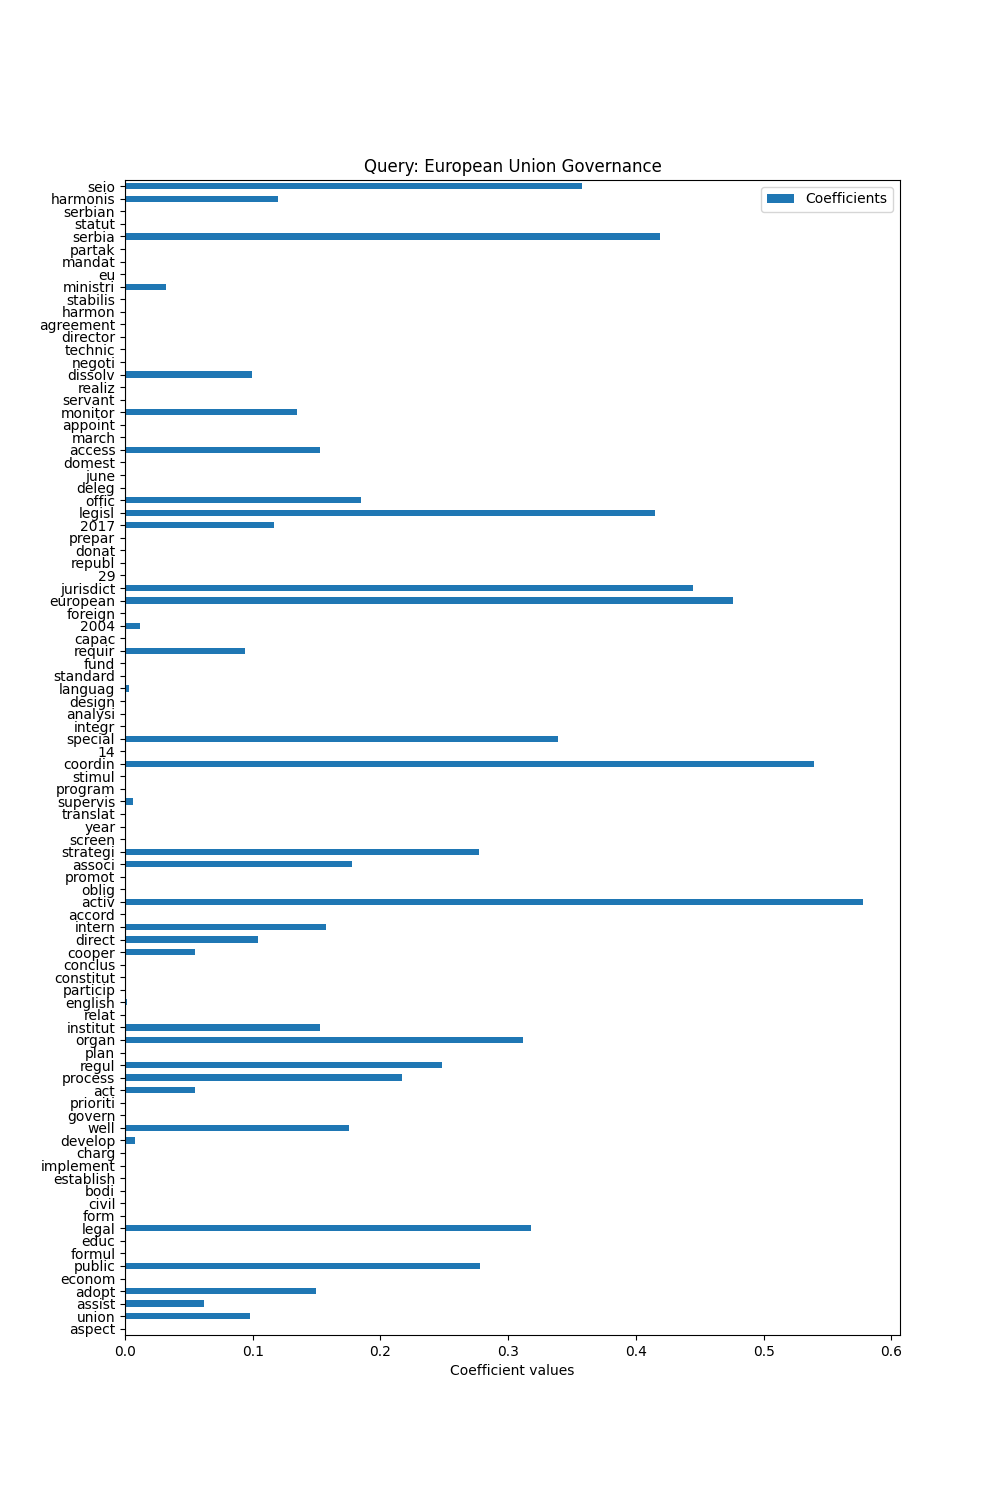 Query: European Union Governance
Coefficients
seio
harmonis
serbian
statut
serbia
partak
mandat
eu
ministri
stabilis
harmon
agreement
director
technic
negoti
dissolv
realiz
servant
monitor
appoint
march
access
domest
june
deleg
offic
legisl
2017
prepar
donat
republ
29
jurisdict
european
foreign
2004
capac
requir
fund
standard
languag
design
analysi
integr
special
14
coordin
stimul
program
supervis
translat
year
screen
strategi
associ
promot
oblig
activ
accord
intern
direct
cooper
conclus
constitut
particip
english
relat
institut
organ
plan
regul
process
act
prioriti
govern
well
develop
charg
implement
establish
bodi
civil
form
legal
educ
formul
public
econom
adopt
assist
union
aspect
0.0 0.1 0.2 0.3 0.4 0.5 0.6
Coefficient values